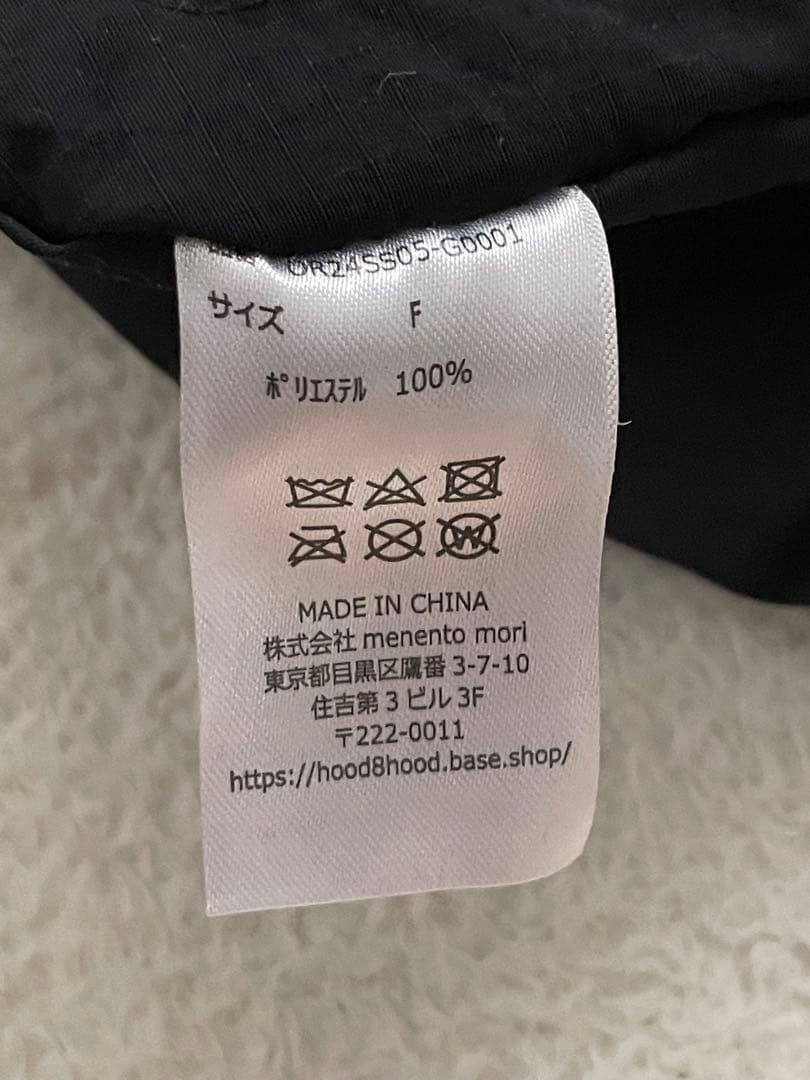 UR24SS05-G0001
サイズ F
ポリエステル 100%
W
MADE IN CHINA
株式会社 menento mori
東京都目黒区鷹番 3-7-10
住吉第3ビル 3F
〒222-0011
https://hood8hood.base.shop/